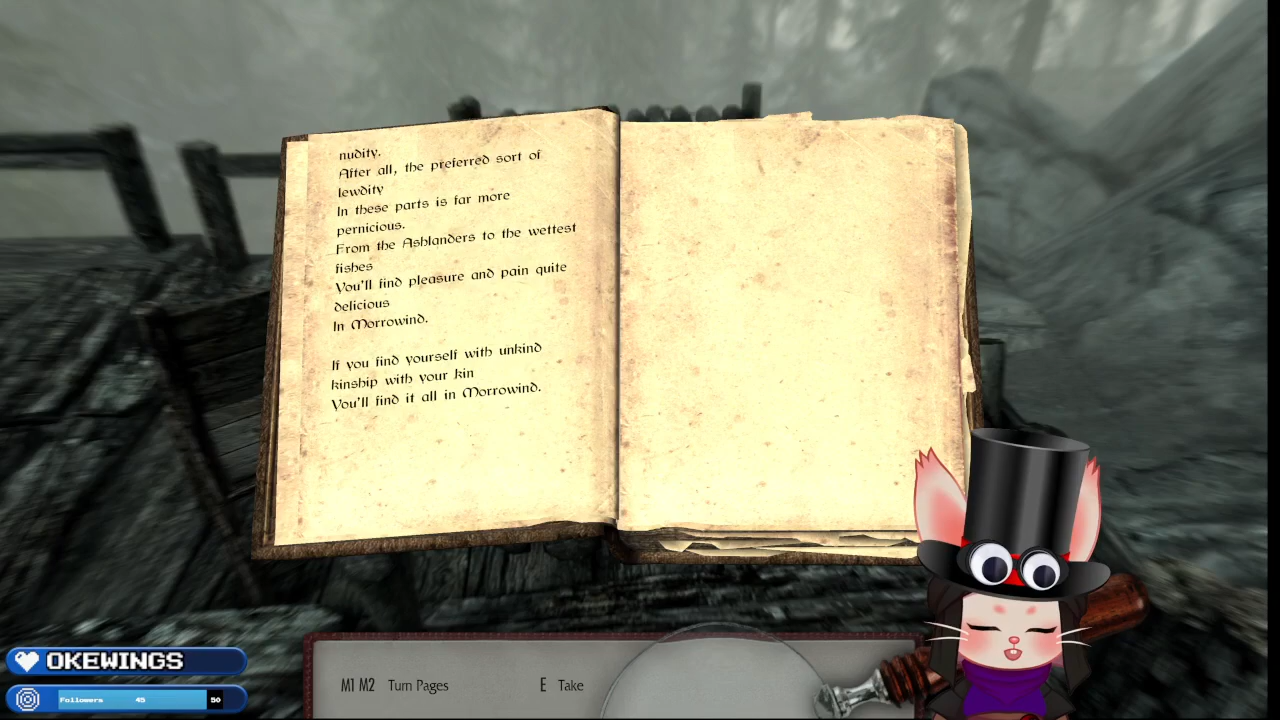 nudity.
After all, the preferred sort of
lewdity
In these parts is far more
pernicious.
From the Ashlanders to the wettest
fishes
You'll find pleasure and pain quite
delicious
In Morrowind.
If you find yourself with unkind
kinship with your kin
You'll find it all in Morrowind.
OKEWINGS
Followers 45 50
M1 M2 Turn Pages E Take